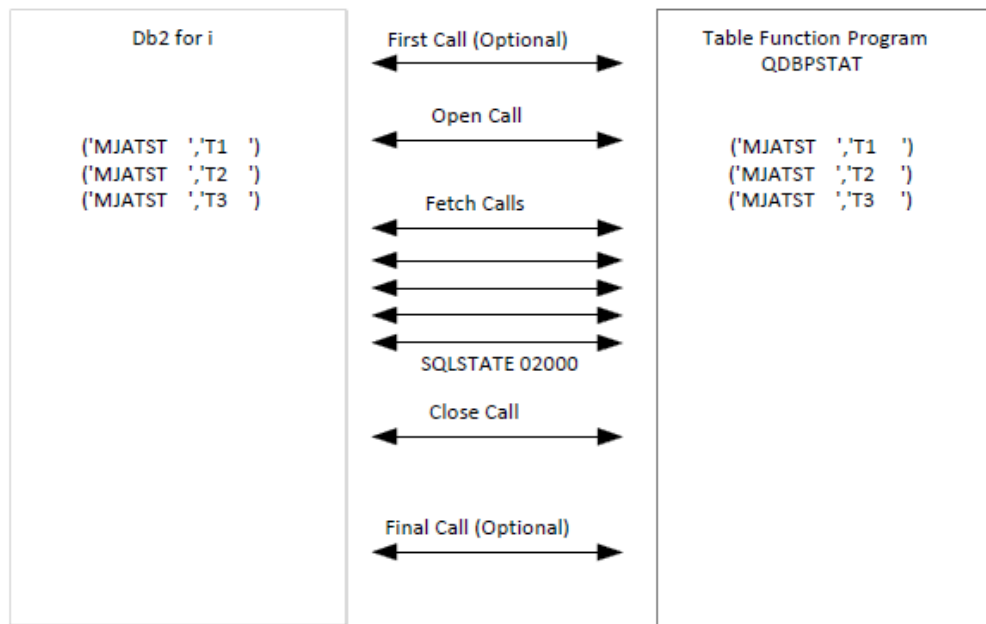 Db2 for i
('MJATST   ','T1   ')
('MJATST   ','T2   ')
('MJATST   ','T3   ')
First Call (Optional)
Open Call
Fetch Calls
SQLSTATE 02000
Close Call
Final Call (Optional)
Table Function Program
QDBPSTAT
('MJATST   ','T1    ')
('MJATST   ','T2    ')
('MJATST   ','T3    ')